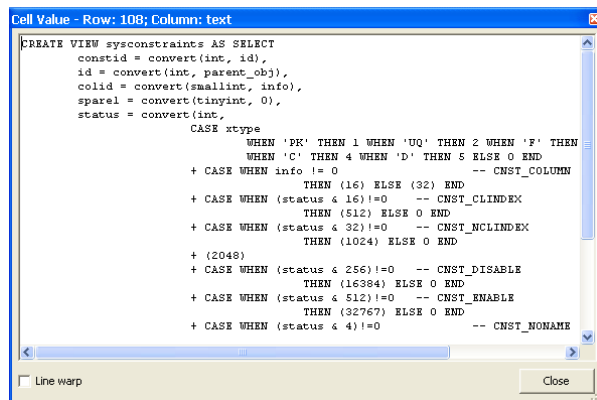 Cell Value - Row: 108; Column: text
CREATE VIEW sysconstraints AS SELECT
constid = convert(int, id),
id = convert(int, parent_obj),
colid = convert(smallint, info),
spare1 = convert(tinyint, 0),
status = convert(int,
CASE xtype
WHEN 'PK' THEN 1 WHEN 'UQ' THEN 2 WHEN 'F' THEN
WHEN 'C' THEN 4 WHEN 'D' THEN 5 ELSE 0 END
+ CASE WHEN info != 0 -- CNST_COLUMN
THEN (16) ELSE (32) END
+ CASE WHEN (status & 16)!=0 -- CNST_CLINDEX
THEN (512) ELSE 0 END
+ CASE WHEN (status & 32)!=0 -- CNST_NCLINDEX
THEN (1024) ELSE 0 END
+ (2048)
+ CASE WHEN (status & 256)!=0 -- CNST_DISABLE
THEN (16384) ELSE 0 END
+ CASE WHEN (status & 512)!=0 -- CNST_ENABLE
THEN (32767) ELSE 0 END
+ CASE WHEN (status & 4)!=0 -- CNST_NONAME
Line warp
Close